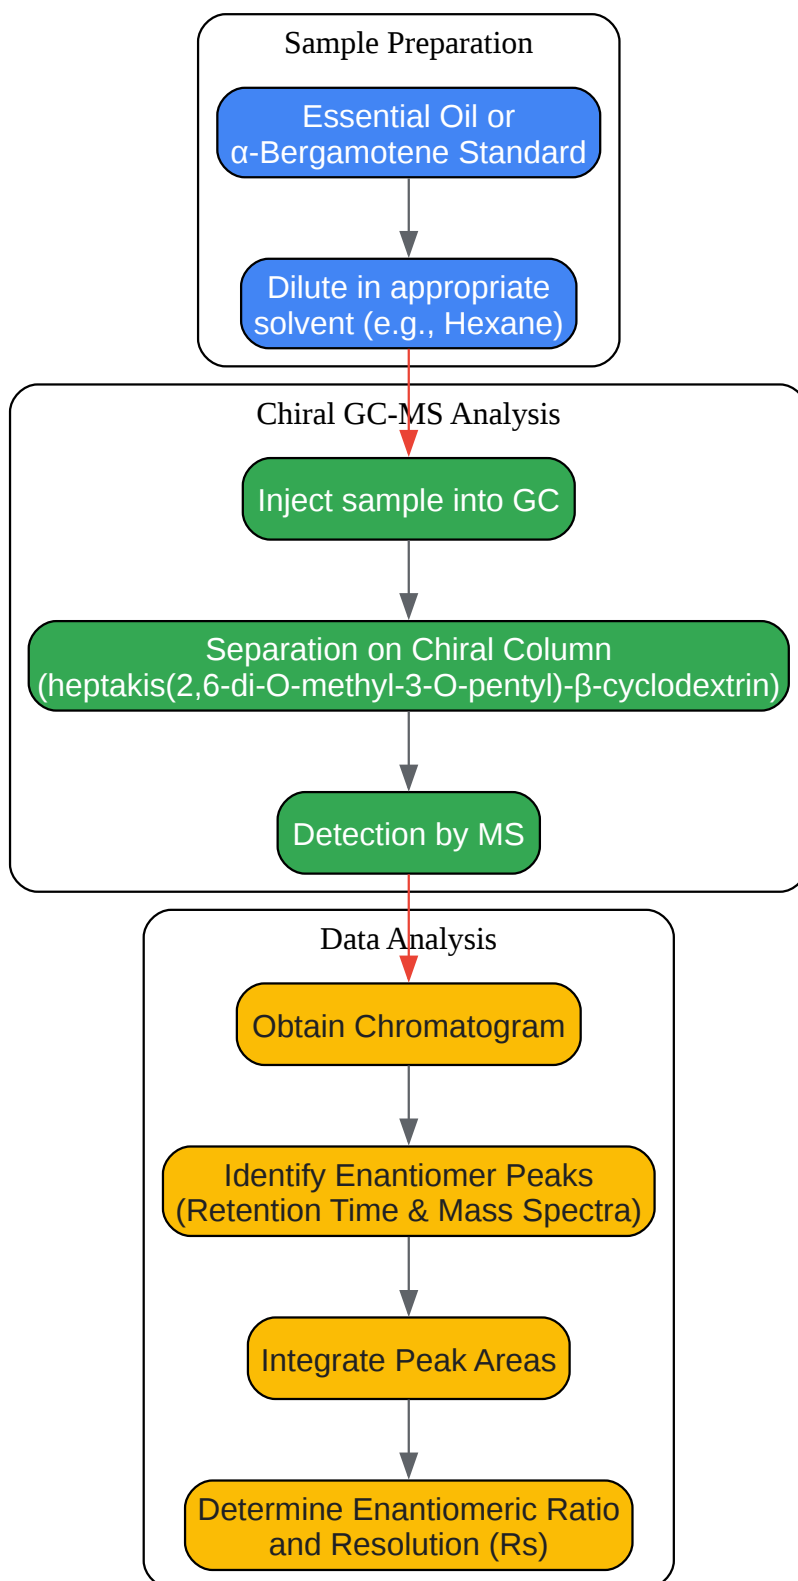 Sample Preparation
Essential Oil or
α-Bergamotene Standard
Dilute in appropriate
solvent (e.g., Hexane)
Chiral GC-MS Analysis
Inject sample into GC
Separation on Chiral Column
(heptakis(2,6-di-O-methyl-3-O-pentyl)-β-cyclodextrin)
Detection by MS
Data Analysis
Obtain Chromatogram
Identify Enantiomer Peaks
(Retention Time & Mass Spectra)
Integrate Peak Areas
Determine Enantiomeric Ratio
and Resolution (Rs)